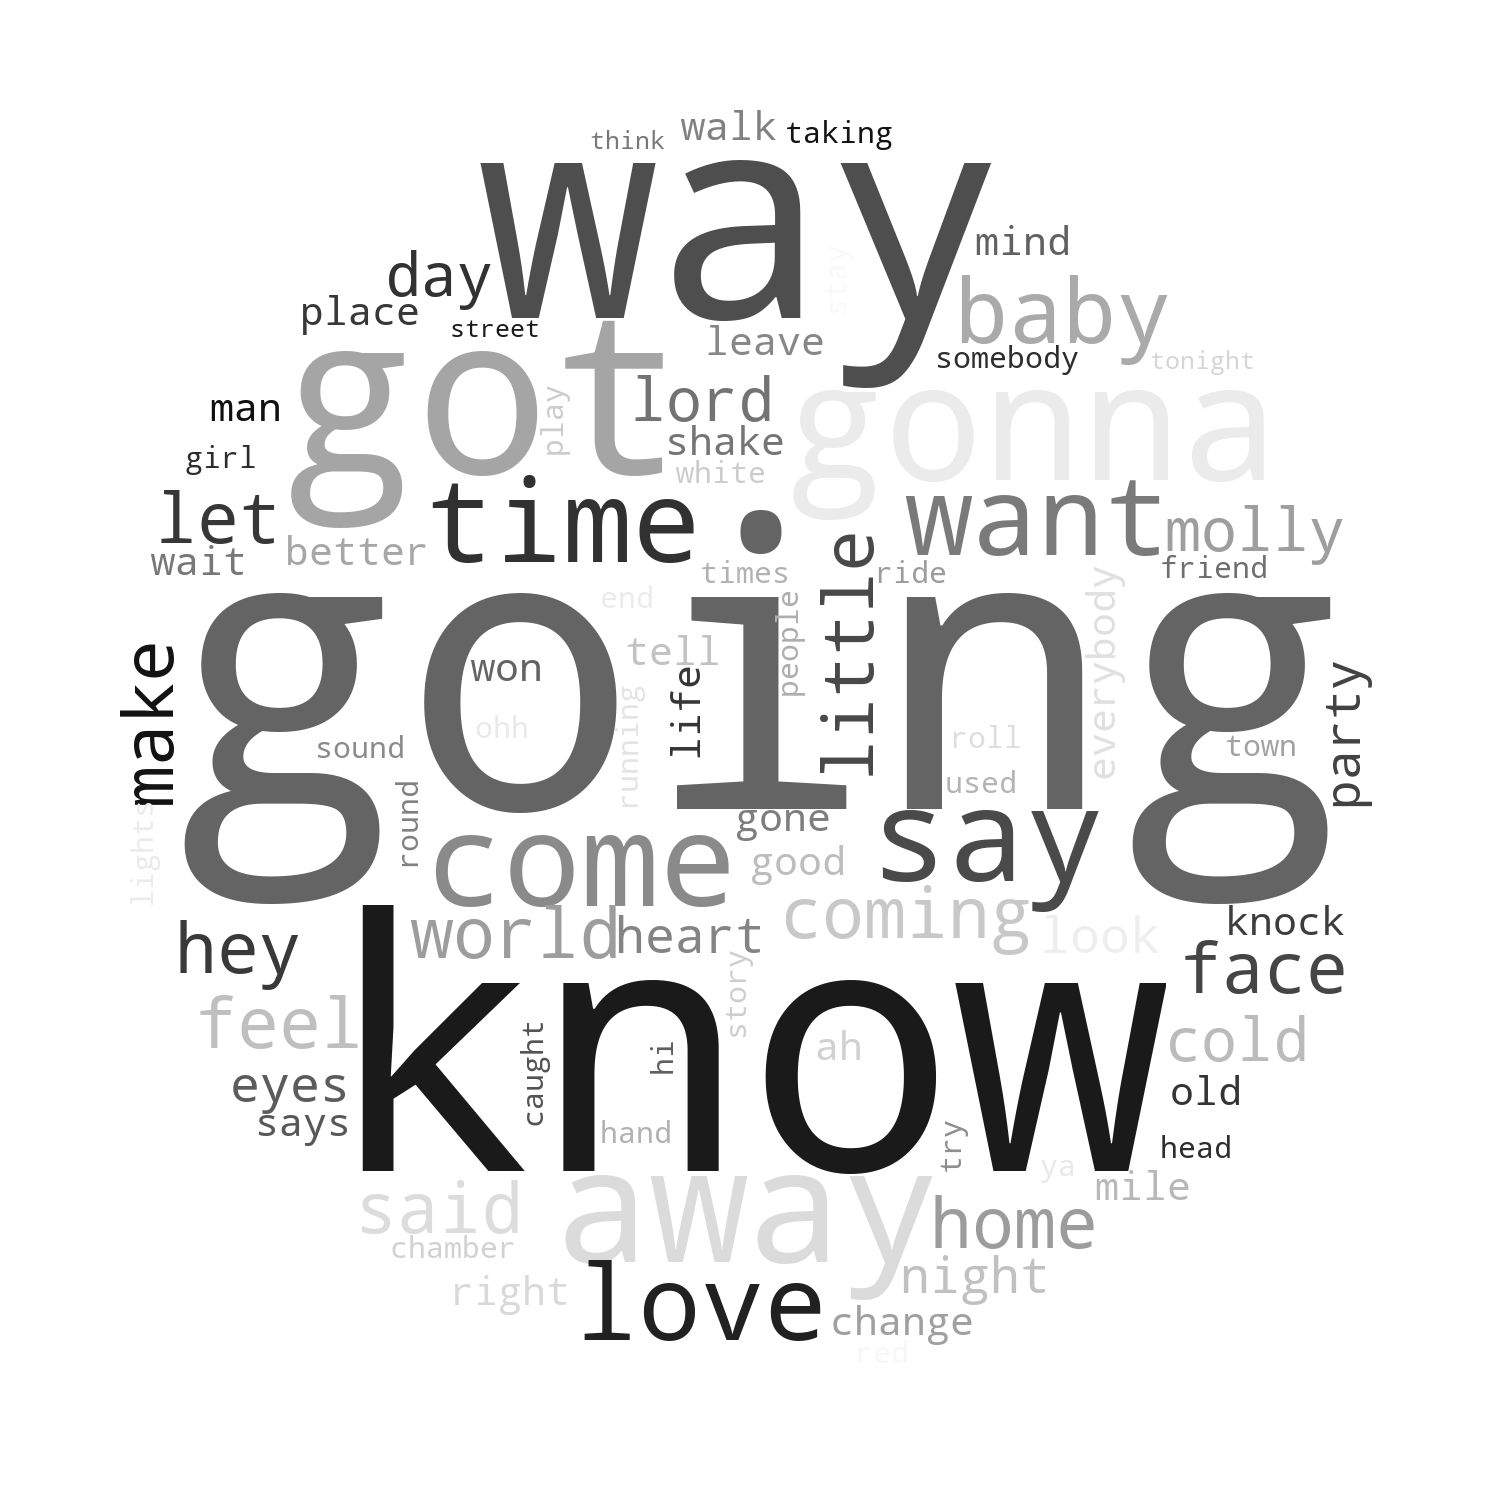 think
walk
taking
way
mind
day
stay
baby
place
street
leave
somebody
tonight
got
play
lord
gonna
man
shake
girl
white
let
time
want
molly
wait
better
times
little
ride
friend
going
end
people
everybody
make
won
tell
life
party
running
ohh
roll
sound
town
used
lights
round
come
gone
say
good
hey
world
heart
coming
look
knock
face
feel
know
story
caught
hi
ah
cold
eyes
says
old
hand
try
head
said
away
ya
mile
chamber
home
right
love
night
change
red